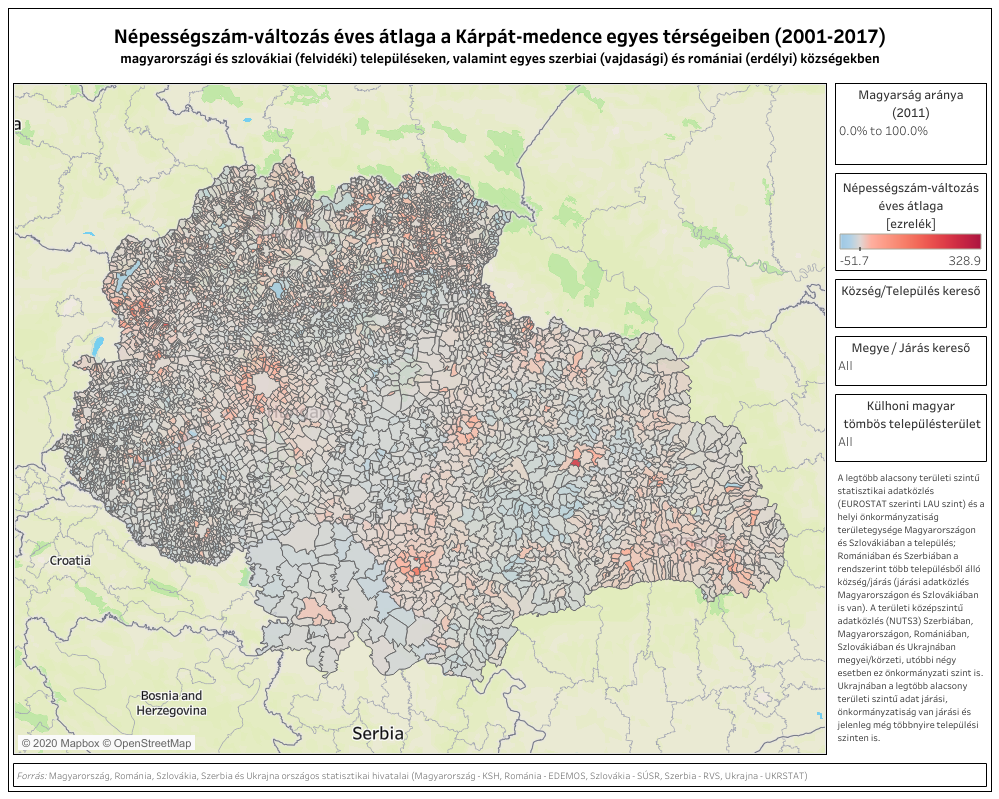 Népességszám-változás éves átlaga a Kárpát-medence egyes térségeiben (2001-2017)
magyarországi és szlovákiai (felvidéki) településeken, valamint egyes szerbiai (vajdasági) és romániai (erdélyi) községekben
a
Croatia
Bosnia and
Herzegovina
Serbia
© 2020 Mapbox © OpenStreetMap
Magyarság aránya
(2011)
0.0% to 100.0%
Népességszám-változás
éves átlaga
[ezrelék]
-51.7 328.9
Község/Település kereső
Megye / Járás kereső
All
Külhoni magyar
tömbös településterület
All
A legtöbb alacsony területi szintű
statisztikai adatközlés
(EUROSTAT szerinti LAU szint) és a
helyi önkormányzatiság
területegysége Magyarországon
és Szlovákiában a település;
Romániában és Szerbiában a
rendszerint több településből álló
község/járás (járási adatközlés
Magyarországon és Szlovákiában
is van). A területi középszintű
adatközlés (NUTS3) Szerbiában,
Magyarországon, Romániában,
Szlovákiában és Ukrajnában
megyei/körzeti, utóbbi négy
esetben ez önkormányzati szint is.
Ukrajnában a legtöbb alacsony
területi szintű adat járási,
önkormányzatiság van járási és
jelenleg még többnyire települési
szinten is.
Forrás: Magyarország, Románia, Szlovákia, Szerbia és Ukrajna országos statisztikai hivatalai (Magyarország - KSH, Románia - EDEMOS, Szlovákia - SÚSR, Szerbia - RVS, Ukrajna - UKRSTAT)